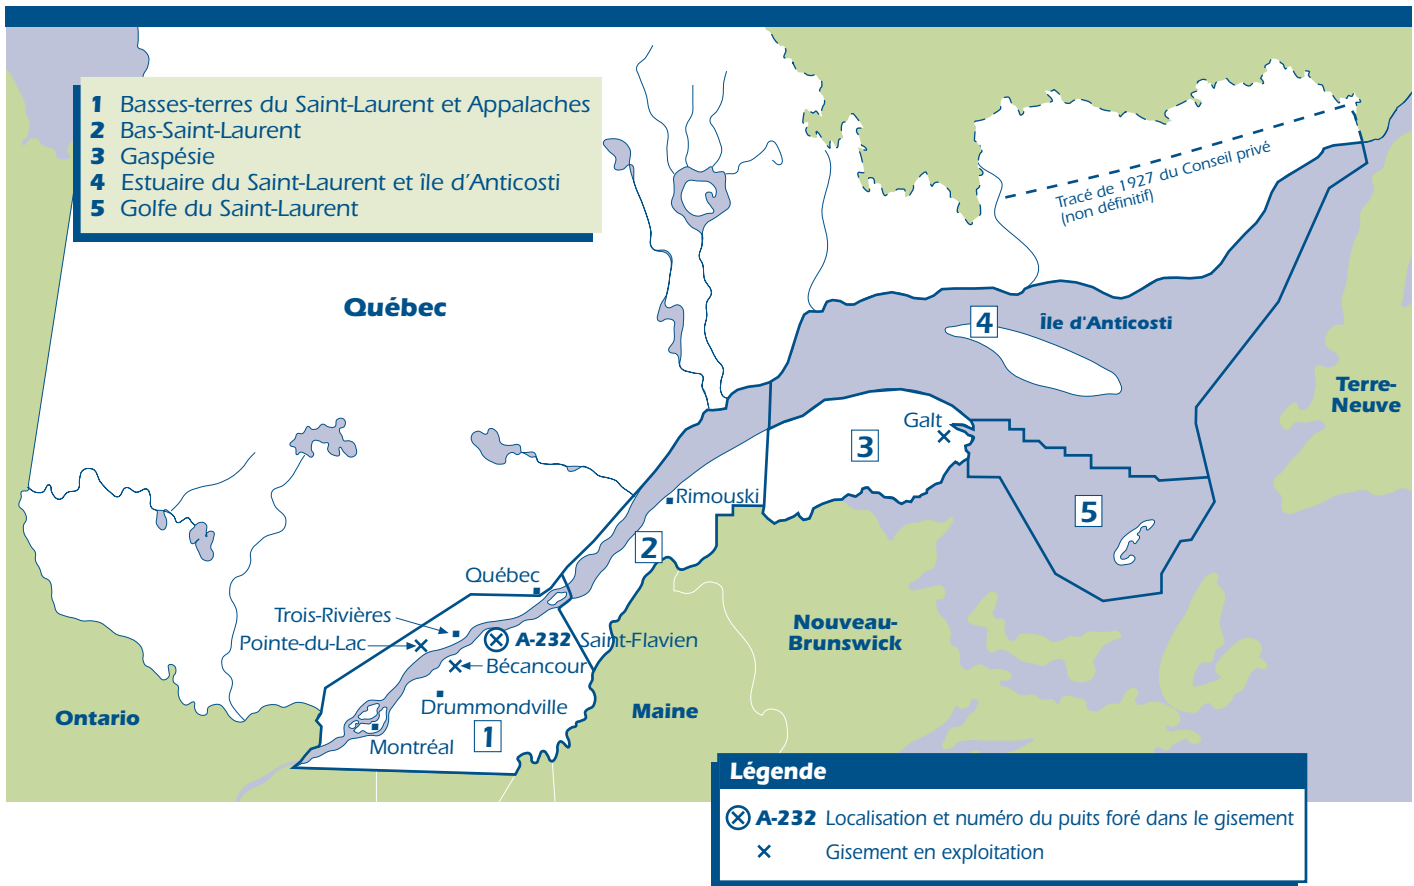 1 Basses-terres du Saint-Laurent et Appalaches
2 Bas-Saint-Laurent
3 Gaspésie
4 Estuaire du Saint-Laurent et île d'Anticosti
5 Golfe du Saint-Laurent
Tracé de 1927 du Conseil privé
(non définitif)
Québec
4
Île d'Anticosti
Terre-
Neuve
Galt
3
Rimouski
5
2
Québec
Trois-Rivières
Pointe-du-Lac
A-232 Saint-Flavien
Bécancour
Nouveau-
Brunswick
Drummondville
Maine
Ontario
Montréal
1
Légende
A-232 Localisation et numéro du puits foré dans le gisement
Gisement en exploitation